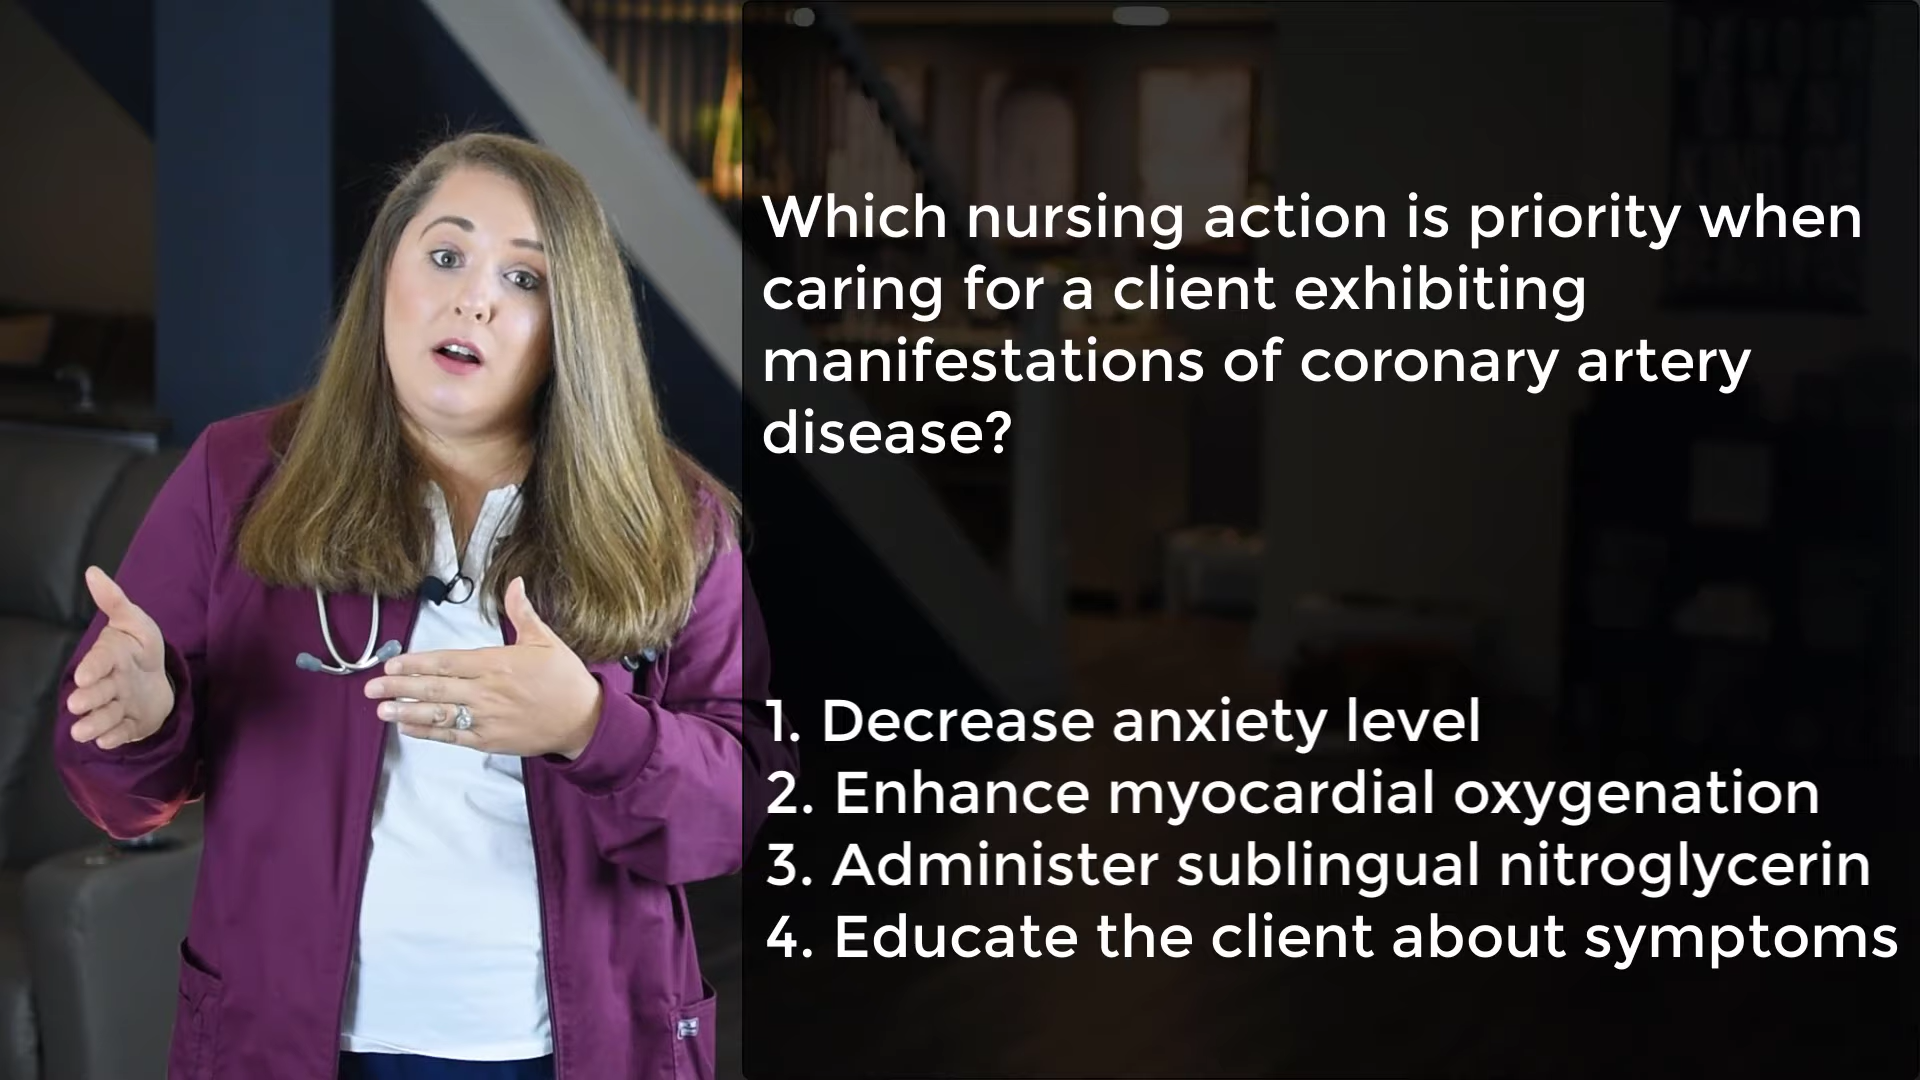 Which nursing action is priority when
caring for a client exhibiting
manifestations of coronary artery
disease?
1. Decrease anxiety level
2. Enhance myocardial oxygenation
3. Administer sublingual nitroglycerin
4. Educate the client about symptoms